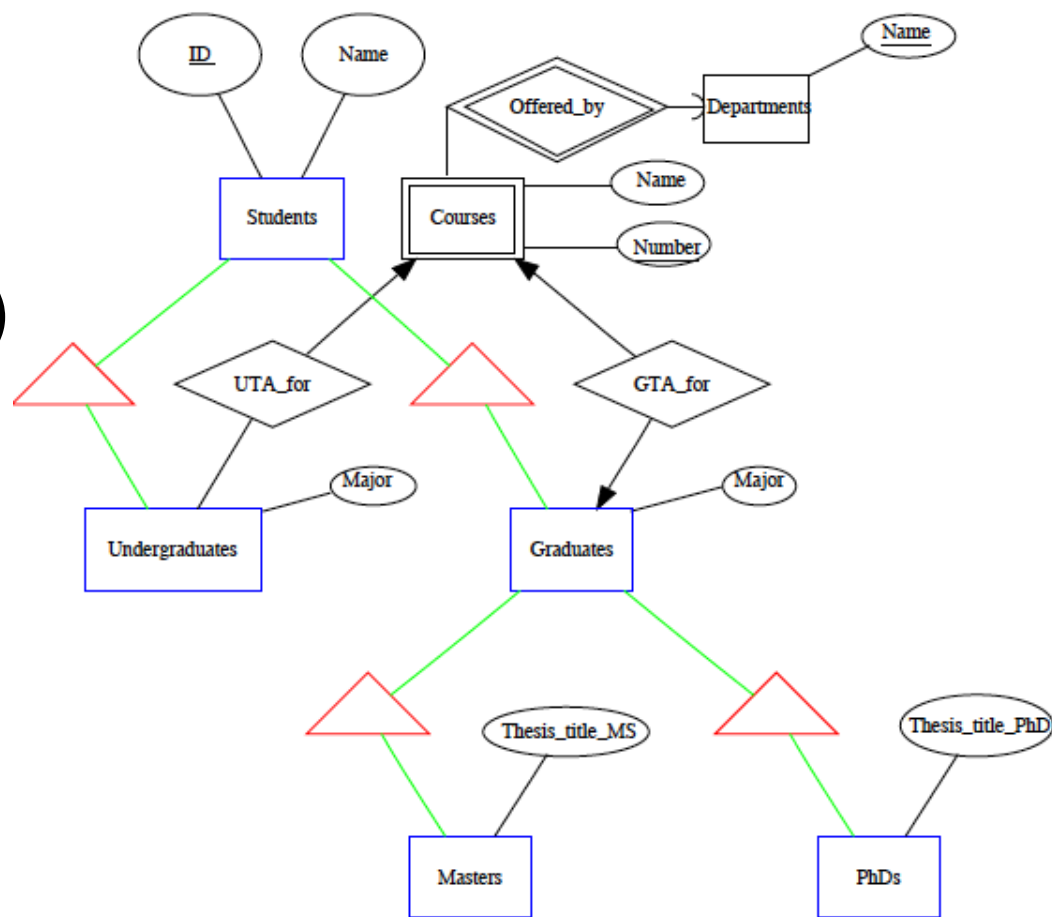 Name
ID
Name
Offered_by
Departments
Name
Students
Courses
Number
UTA_for
GTA_for
Major
Major
Undergraduates
Graduates
Thesis_title_MS
Thesis_title_PhD
Masters
PhDs